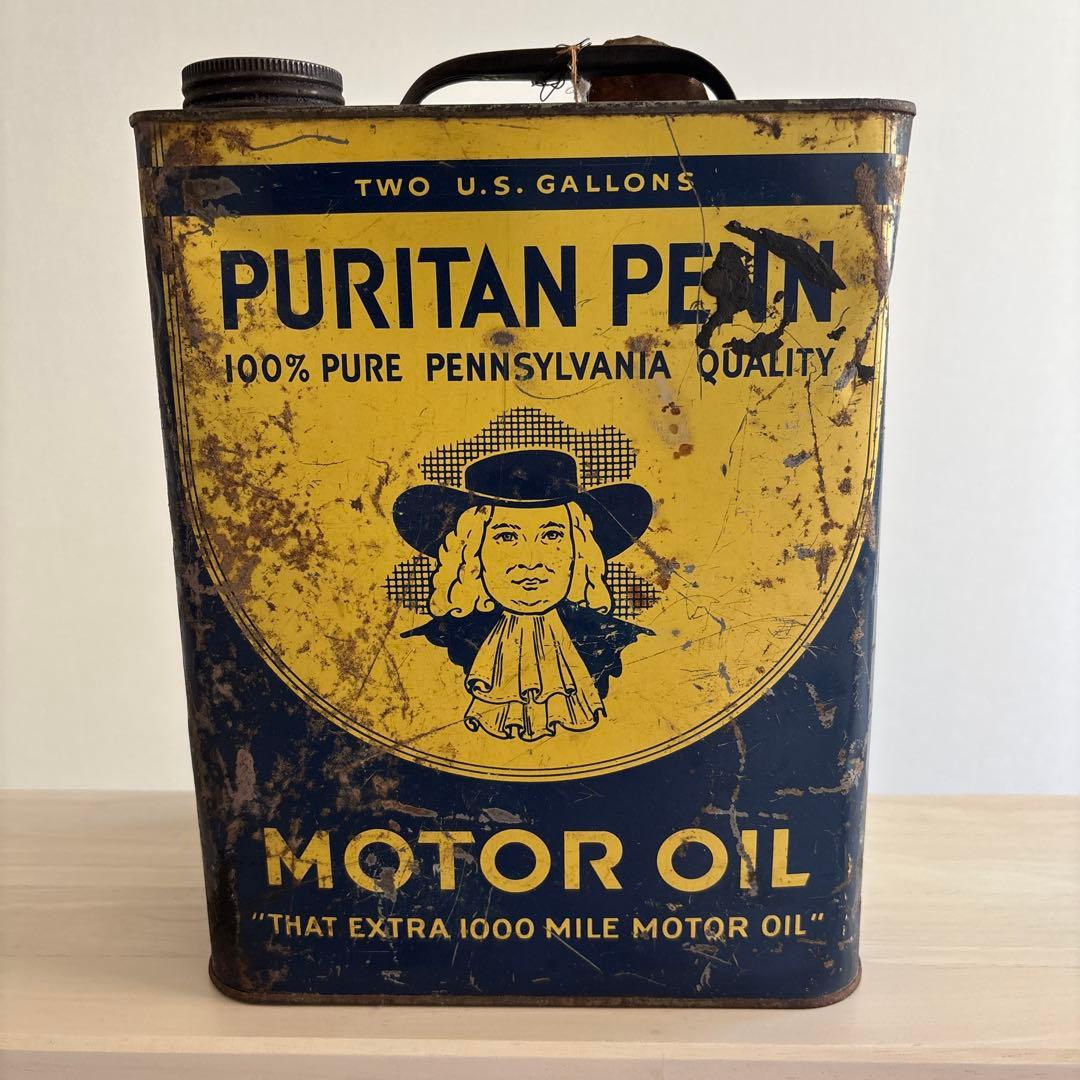 TWO U.S. GALLONS
PURITAN PENN
100% PURE PENNSYLVANIA QUALITY
MOTOR OIL
"THAT EXTRA 1000 MILE MOTOR OIL"